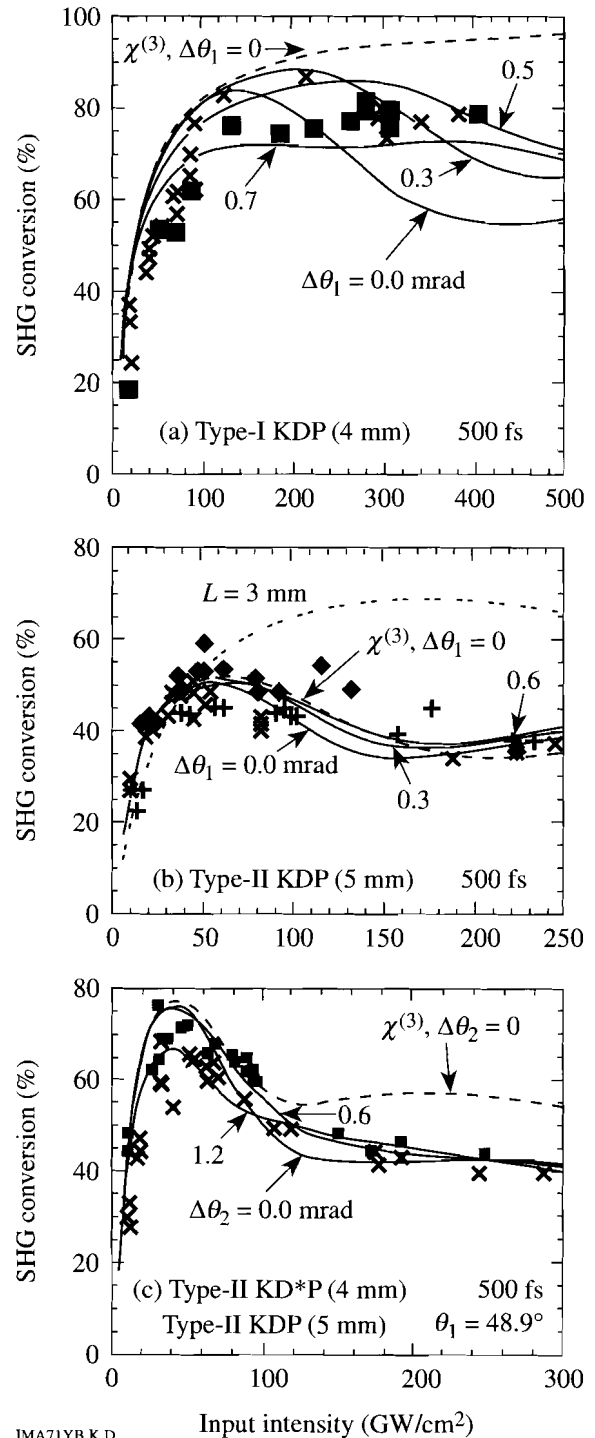 100
χ(3), Δθ1 = 0
80
0.5
60
0.7
0.3
40
Δθ1 = 0.0 mrad
20
(a) Type-I KDP (4 mm) 500 fs
0
0 100 200 300 400 500
SHG conversion (%)
80
L = 3 mm
60
χ(3), Δθ1 = 0
0.6
40
Δθ1 = 0.0 mrad
0.3
20
(b) Type-II KDP (5 mm) 500 fs
0
0 50 100 150 200 250
SHG conversion (%)
80
χ(3), Δθ2 = 0
60
0.6
1.2
40
Δθ2 = 0.0 mrad
20
(c) Type-II KD*P (4 mm) 500 fs
Type-II KDP (5 mm) θ1 = 48.9°
0
0 100 200 300
SHG conversion (%)
Input intensity (GW/cm2)